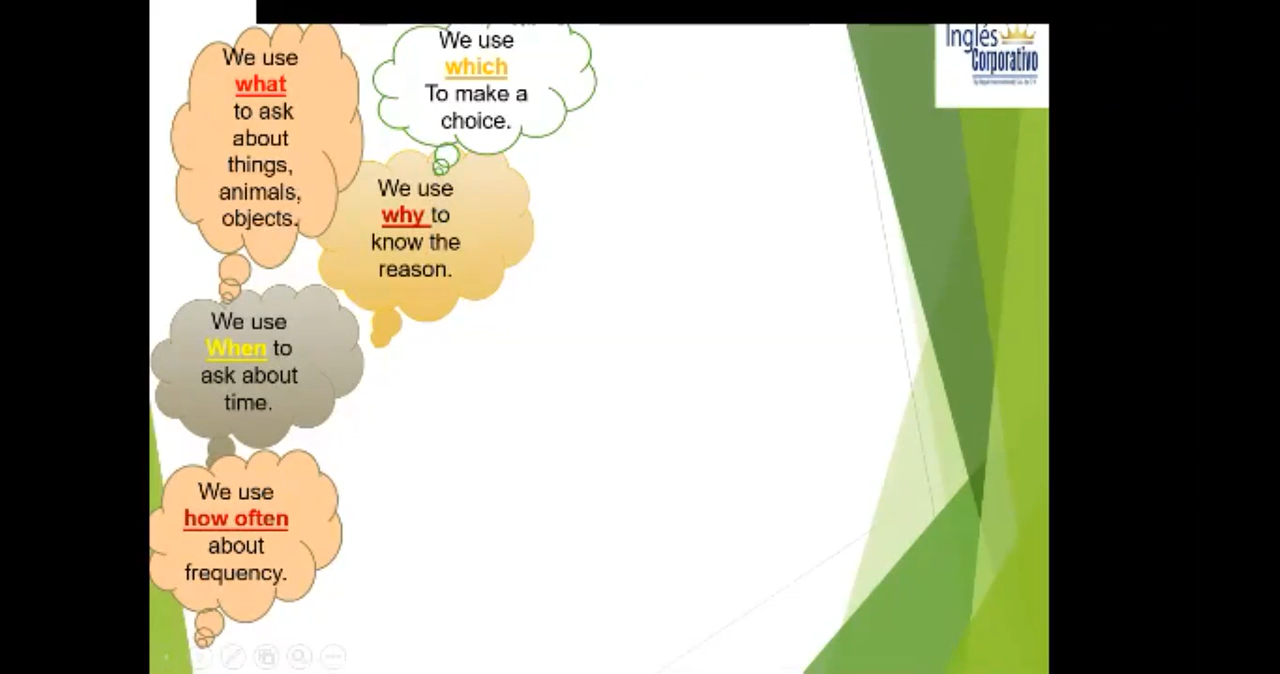 We use
what
to ask
about
things,
animals,
objects.
We use
which
To make a
choice.
We use
why to
know the
reason.
We use
When to
ask about
time.
We use
how often
about
frequency.
Inglés
Corporativo